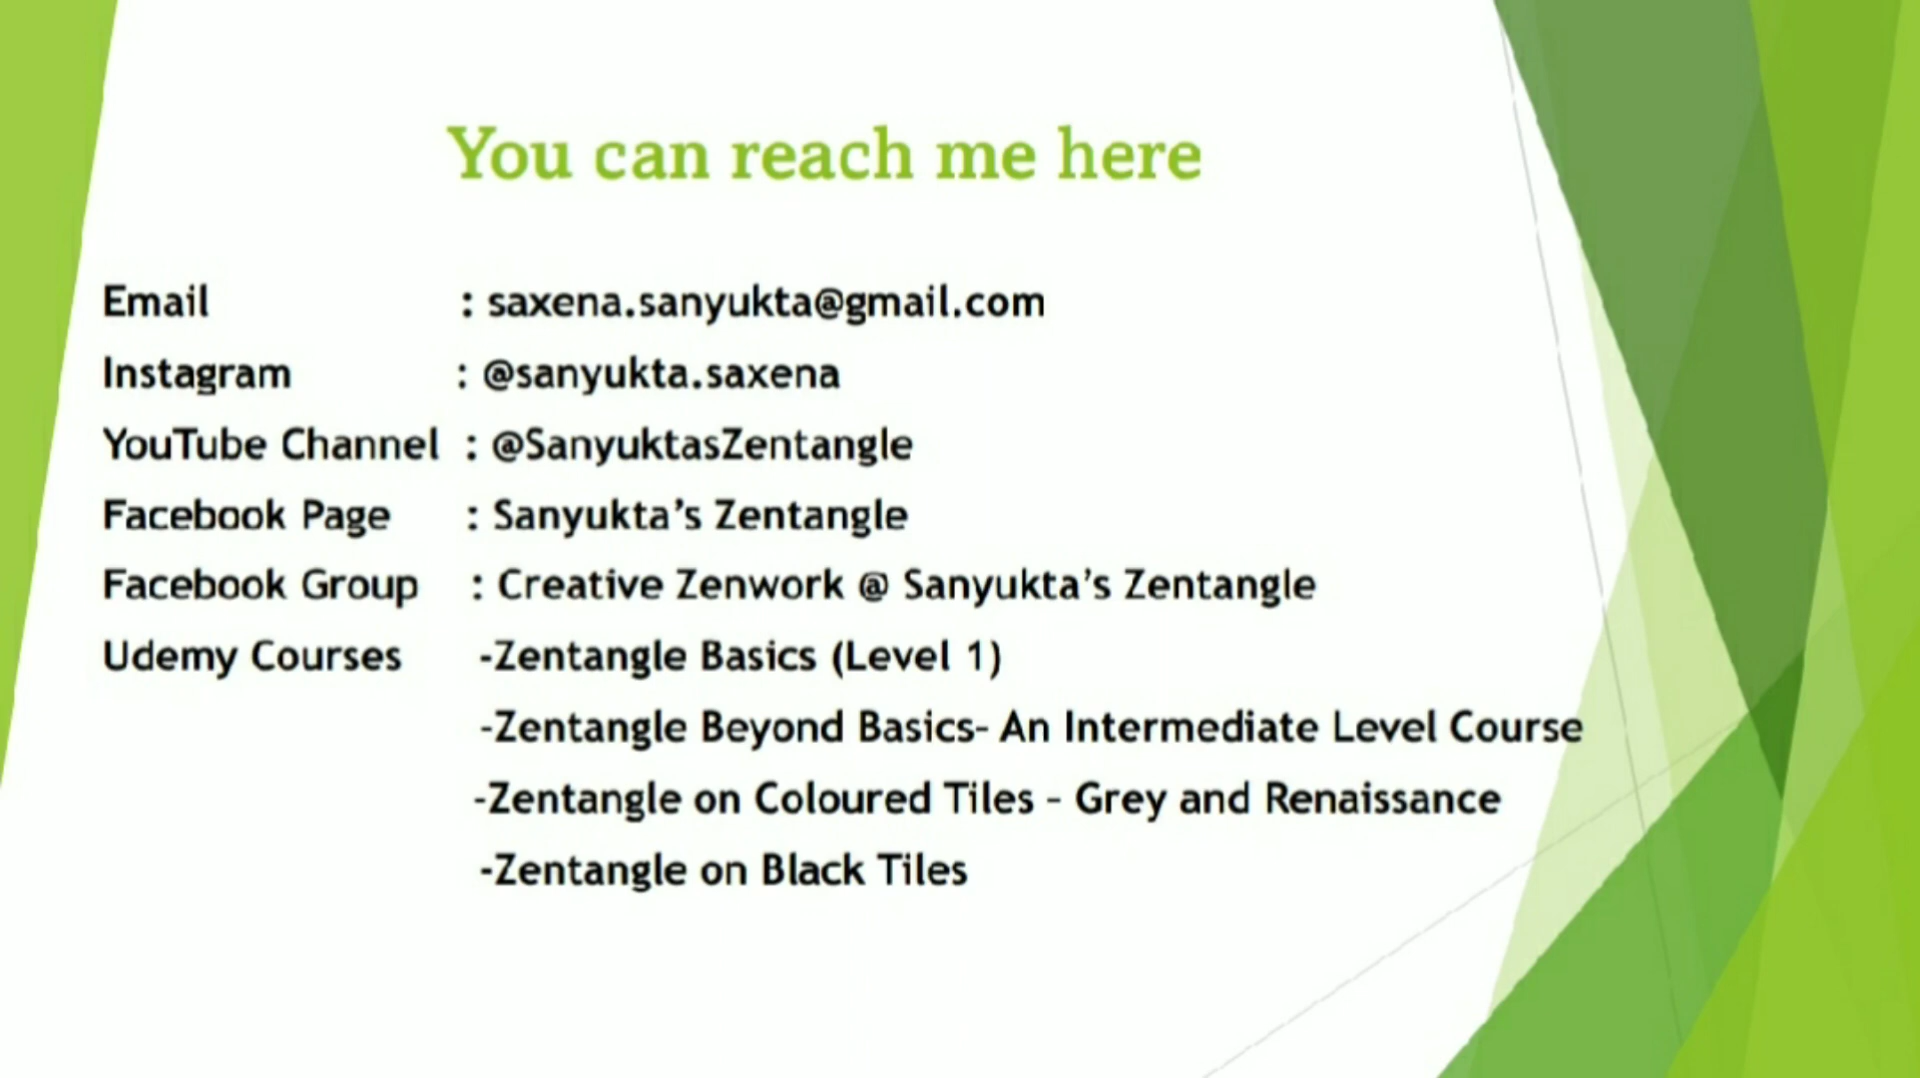 You can reach me here
Email : saxena.sanyukta@gmail.com
Instagram : @sanyukta.saxena
YouTube Channel : @SanyuktasZentangle
Facebook Page : Sanyukta’s Zentangle
Facebook Group : Creative Zenwork @ Sanyukta’s Zentangle
Udemy Courses -Zentangle Basics (Level 1)
-Zentangle Beyond Basics- An Intermediate Level Course
-Zentangle on Coloured Tiles – Grey and Renaissance
-Zentangle on Black Tiles